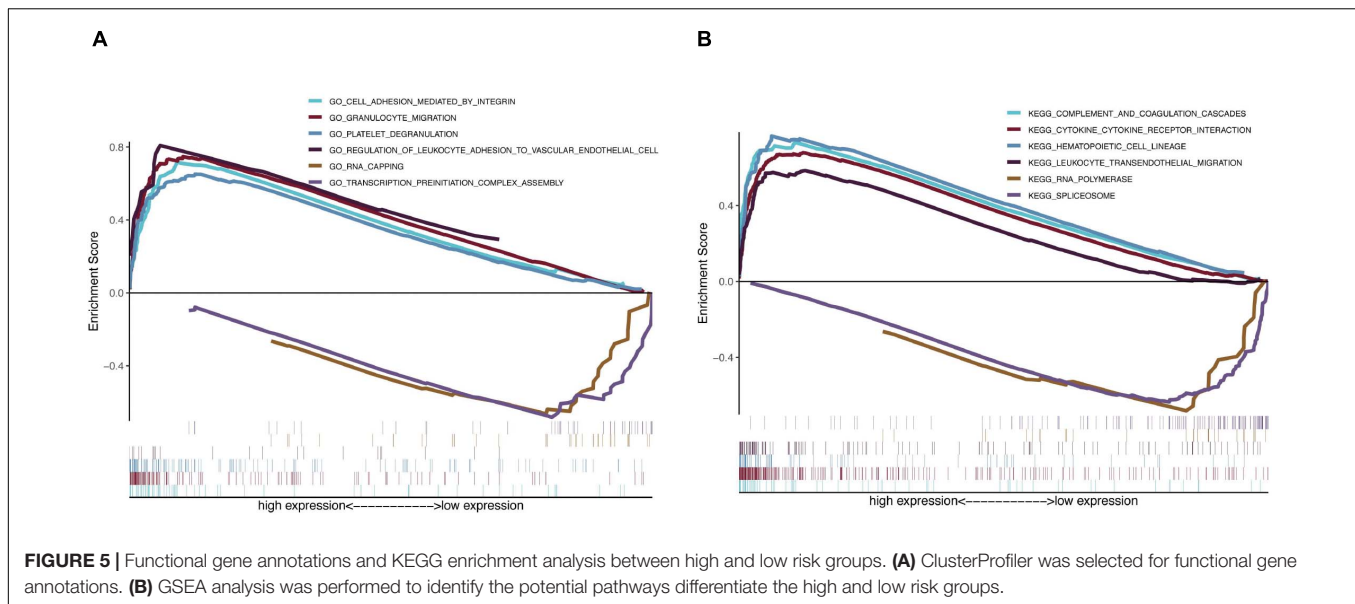 A
GO_CELL_ADHESION_MEDIATED_BY_INTEGRIN
GO_GRANULOCYTE_MIGRATION
GO_PLATELET_DEGRANULATION
GO_REGULATION_OF_LEUKOCYTE_ADHESION_TO_VASCULAR_ENDOTHELIAL_CELL
GO_RNA_CAPPING
GO_TRANSCRIPTION_PREINITIATION_COMPLEX_ASSEMBLY
0.8
0.4
0.0
−0.4
Enrichment Score
high expression<----------->low expression
B
KEGG_COMPLEMENT_AND_COAGULATION_CASCADES
KEGG_CYTOKINE_CYTOKINE_RECEPTOR_INTERACTION
KEGG_HEMATOPOIETIC_CELL_LINEAGE
KEGG_LEUKOCYTE_TRANSENDOTHELIAL_MIGRATION
KEGG_RNA_POLYMERASE
KEGG_SPLICEOSOME
0.4
0.0
−0.4
Enrichment Score
high expression<----------->low expression
FIGURE 5 | Functional gene annotations and KEGG enrichment analysis between high and low risk groups. (A) ClusterProfiler was selected for functional gene
annotations. (B) GSEA analysis was performed to identify the potential pathways differentiate the high and low risk groups.